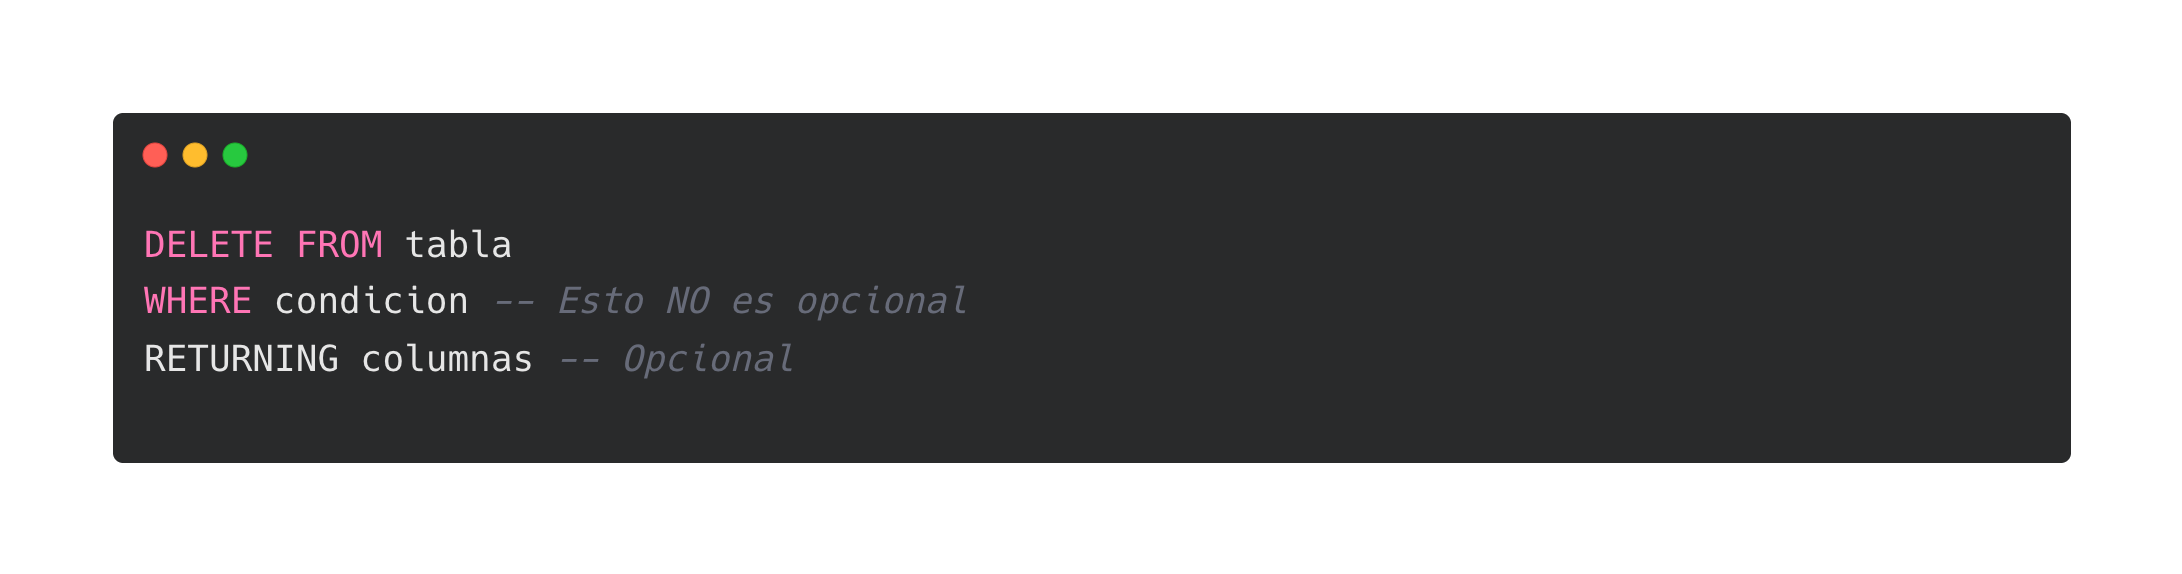 DELETE FROM tabla
WHERE condicion -- Esto NO es opcional
RETURNING columnas -- Opcional